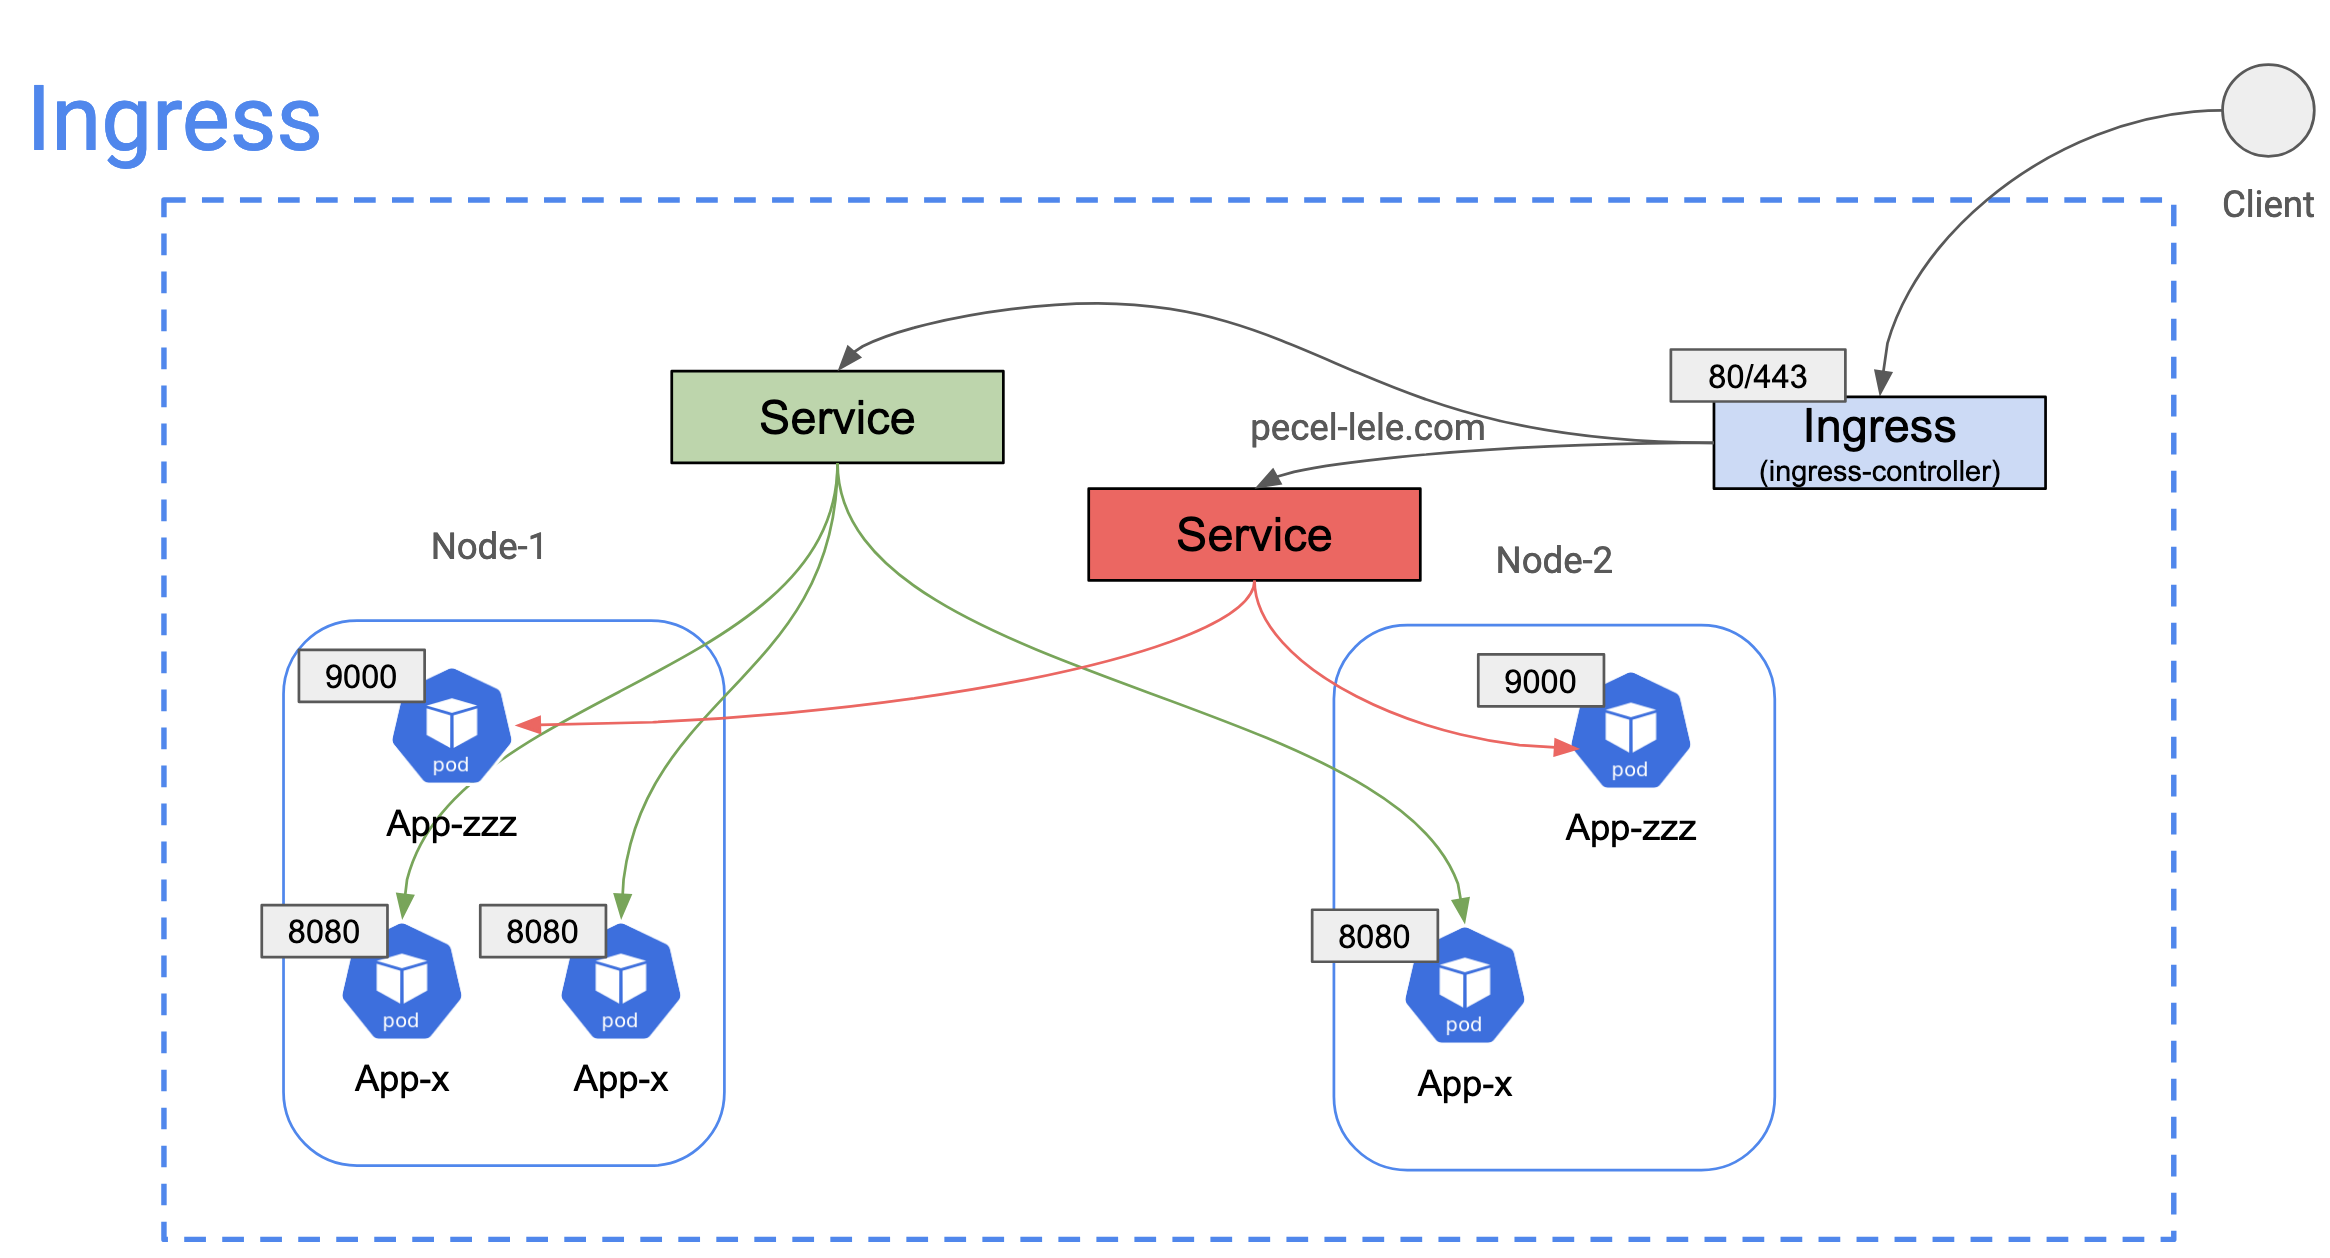 Ingress
Client
80/443
Ingress
(ingress-controller)
Service
pecel-lele.com
Service
Node-1
Node-2
9000
pod
App-zzz
8080
pod
App-x
8080
pod
App-x
9000
pod
App-zzz
8080
pod
App-x